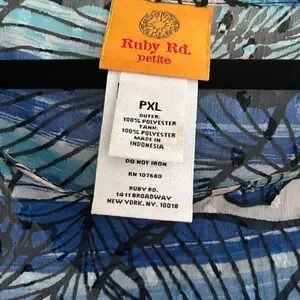 Ruby Rd.
petite
PXL
OUTER:
100% POLYESTER
TANK:
100% POLYESTER
MADE IN
INDONESIA
DO NOT IRON
RN 107680
RUBY RD.
1411 BROADWAY
NEW YORK, NY. 10018